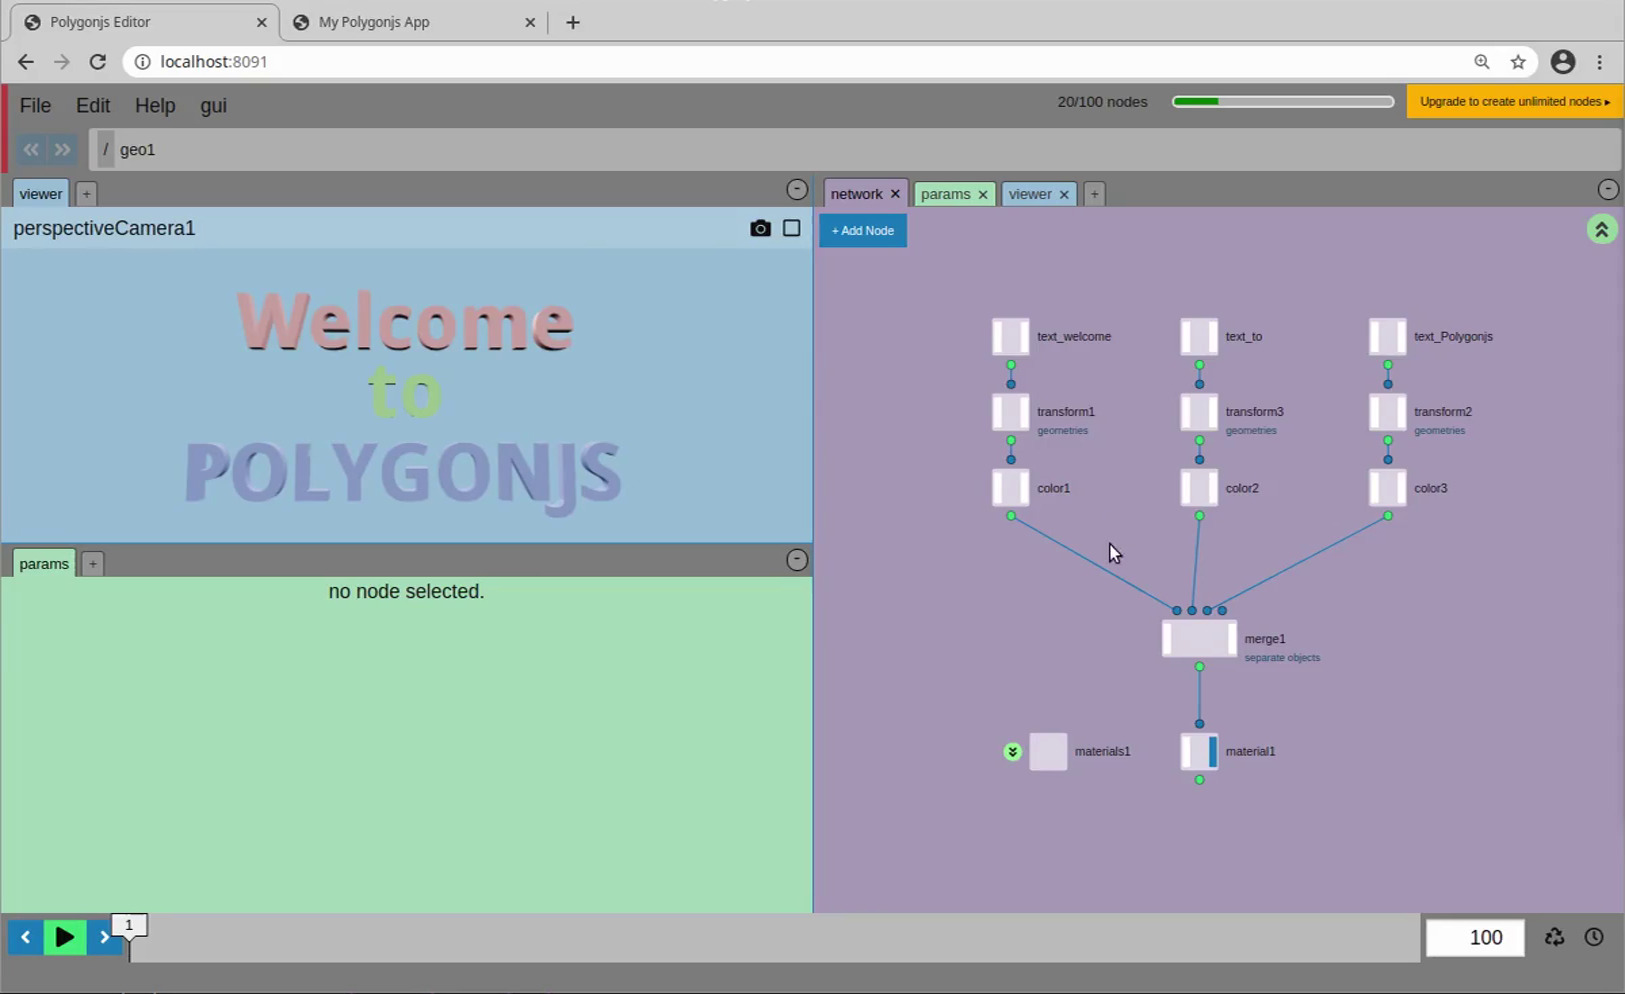 Polygonjs Editor
My Polygonjs App
localhost:8091
File Edit Help gui
20/100 nodes
Upgrade to create unlimited nodes ▸
/ geo1
viewer
perspectiveCamera1
Welcome
to
POLYGONJS
params
no node selected.
network
params
viewer
+ Add Node
text_welcome
text_to
text_Polygonjs
transform1
geometries
transform3
geometries
transform2
geometries
color1
color2
color3
merge1
separate objects
materials1
material1
1
100